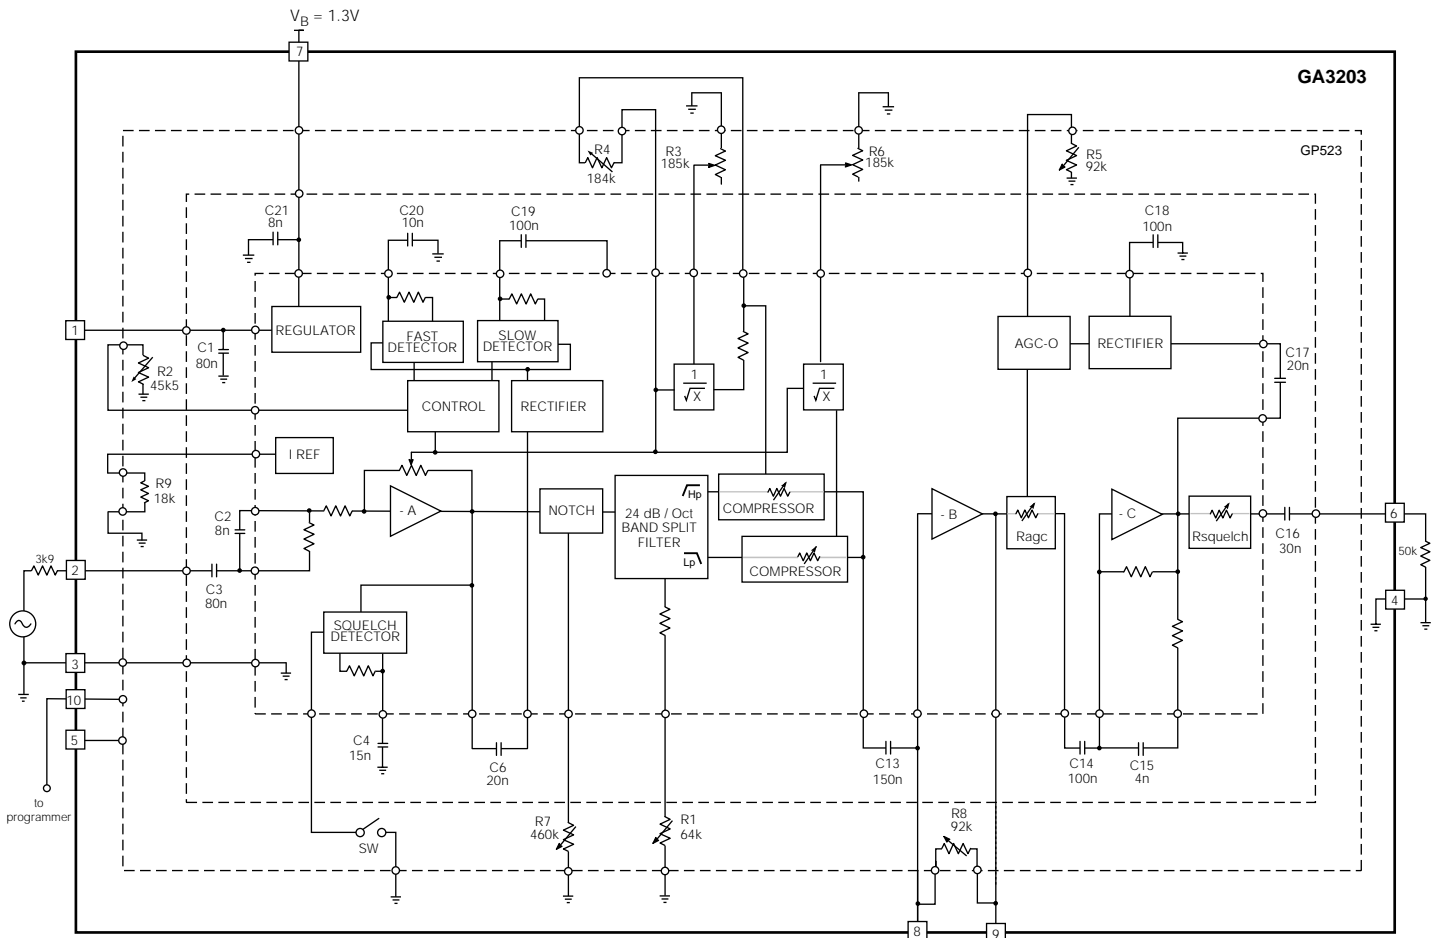 V_B = 1.3V
7
GA3203
GP523
R4
184k
R3
185k
R6
185k
R5
92k
C21
8n
C20
10n
C19
100n
C18
100n
1
C1
80n
REGULATOR
FAST
DETECTOR
SLOW
DETECTOR
AGC-O
RECTIFIER
C17
20n
R2
45k5
CONTROL
RECTIFIER
1
√X
1
√X
I REF
R9
18k
C2
8n
- A
NOTCH
24 dB / Oct
BAND SPLIT
FILTER
Hp
Lp
COMPRESSOR
COMPRESSOR
- B
Ragc
- C
Rsquelch
C16
30n
6
50k
4
3k9
2
C3
80n
SQUELCH
DETECTOR
3
10
5
to
programmer
C4
15n
C6
20n
C13
150n
C14
100n
C15
4n
SW
R7
460k
R1
64k
R8
92k
8
9